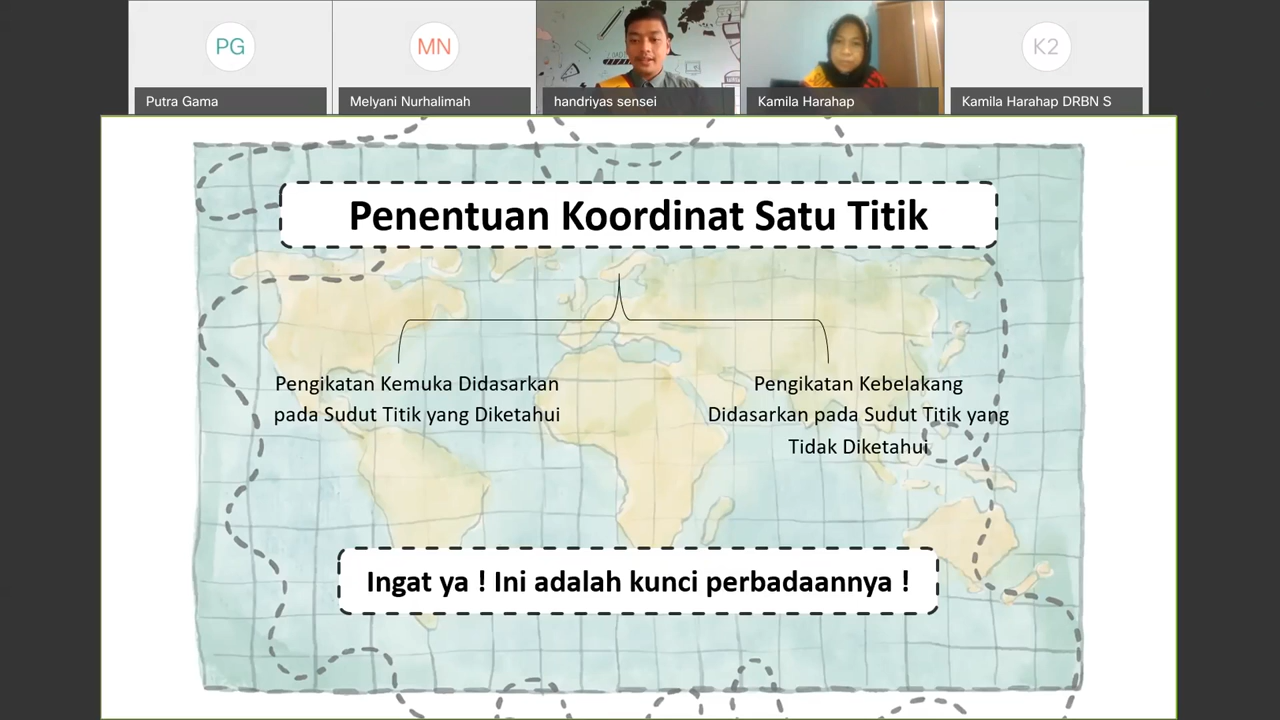 PG
MN
K2
Putra Gama
Melyani Nurhalimah
handriyas sensei
Kamila Harahap
Kamila Harahap DRBN S
Penentuan Koordinat Satu Titik
Pengikatan Kemuka Didasarkan
pada Sudut Titik yang Diketahui
Pengikatan Kebelakang
Didasarkan pada Sudut Titik yang
Tidak Diketahui
Ingat ya ! Ini adalah kunci perbadaannya !